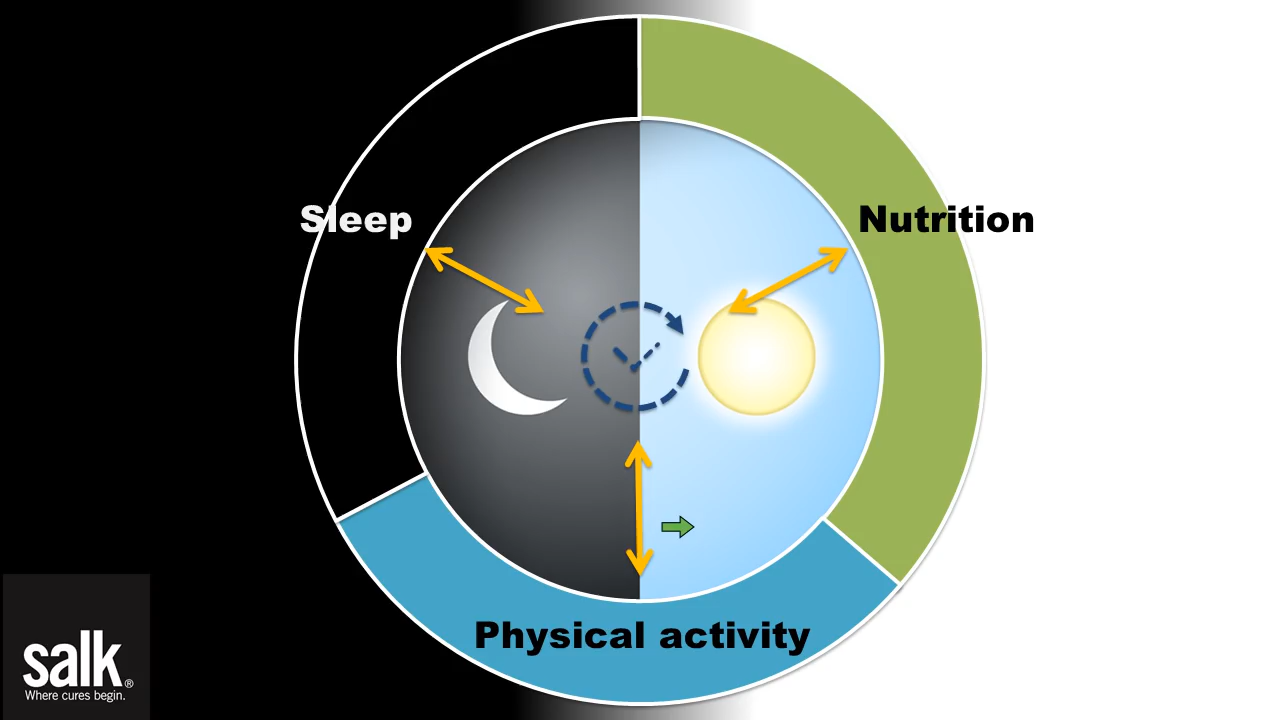 Sleep
Nutrition
Physical activity
salk®
Where cures begin.